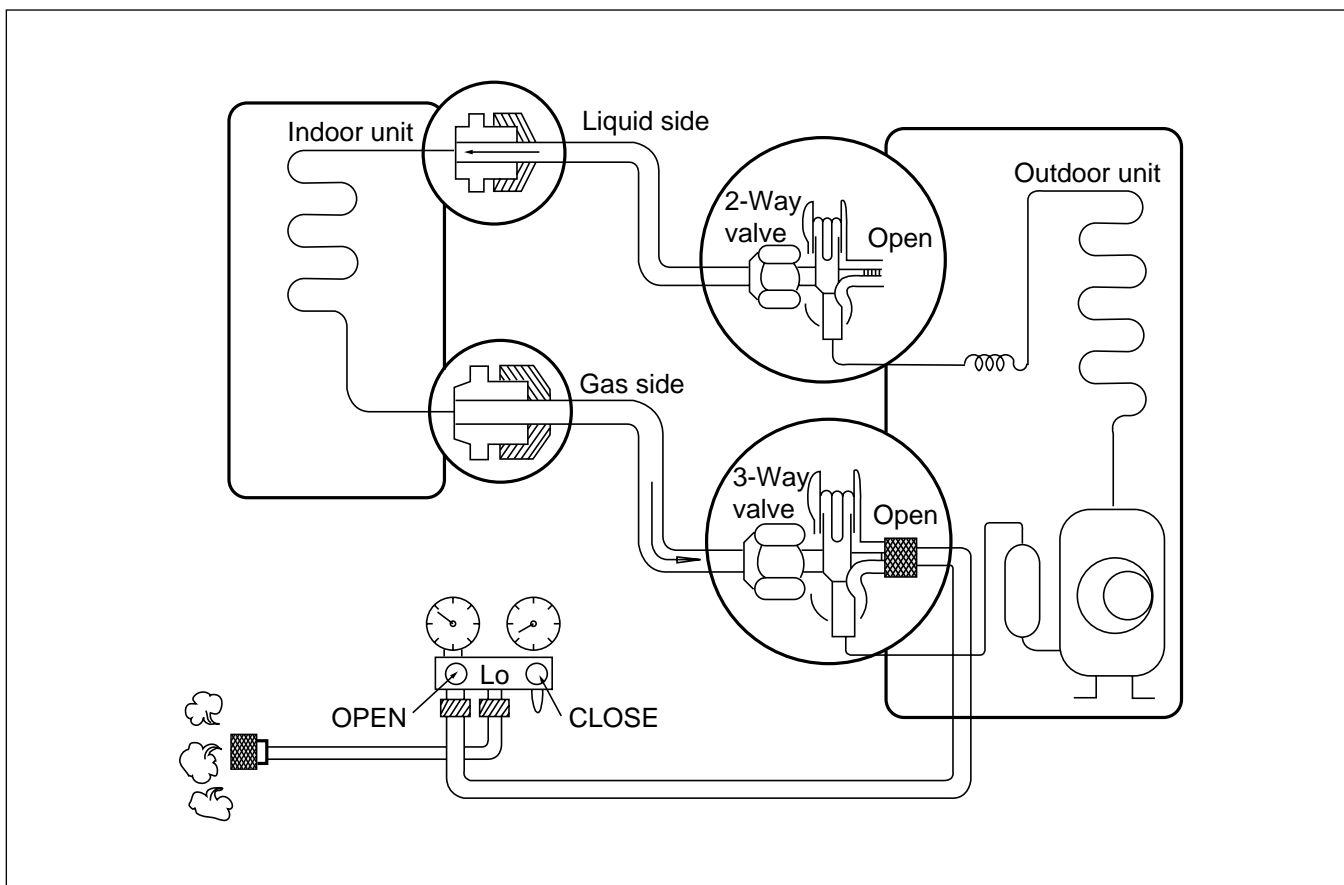 Indoor unit
Liquid side
2-Way
valve
Open
Outdoor unit
Gas side
3-Way
valve
Open
Lo
OPEN
CLOSE